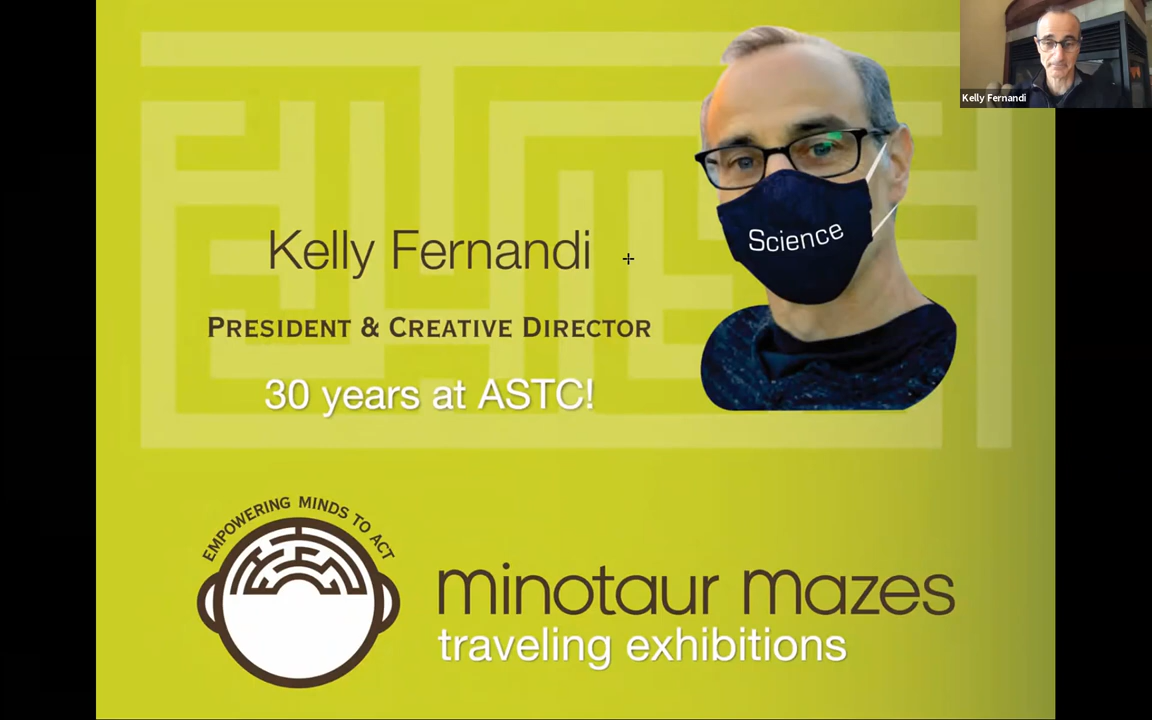 Kelly Fernandi
Science
Kelly Fernandi
PRESIDENT & CREATIVE DIRECTOR
30 years at ASTC!
EMPOWERING MINDS TO ACT
minotaur mazes
traveling exhibitions